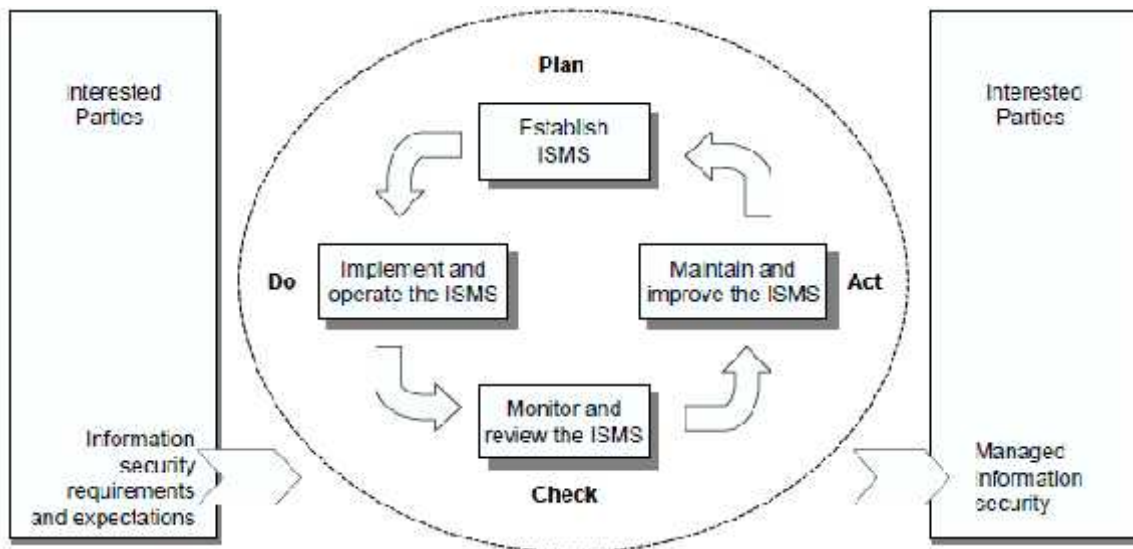 Interested
Parties
Information
security
requirements
and expectations
Plan
Establish
ISMS
Do
Implement and
operate the ISMS
Maintain and
improve the ISMS
Act
Monitor and
review the ISMS
Check
Interested
Parties
Managed
information
security